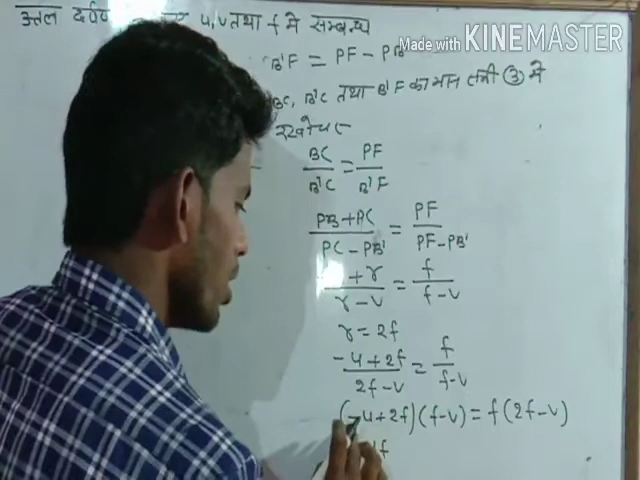 उत्तल दर्पण u, v तथा f मे सम्बन्ध
Made with KINEMASTER
B'F = PF - PB'
BC, B'C तथा B'F का मान समी ③ मे
रखने पर
BC/B'C = PF/B'F
PB+PC/PC-PB' = PF/PF-PB'
+r/r-v = f/f-v
r = 2f
-u+2f/2f-v = f/f-v
(-u+2f)(f-v) = f(2f-v)